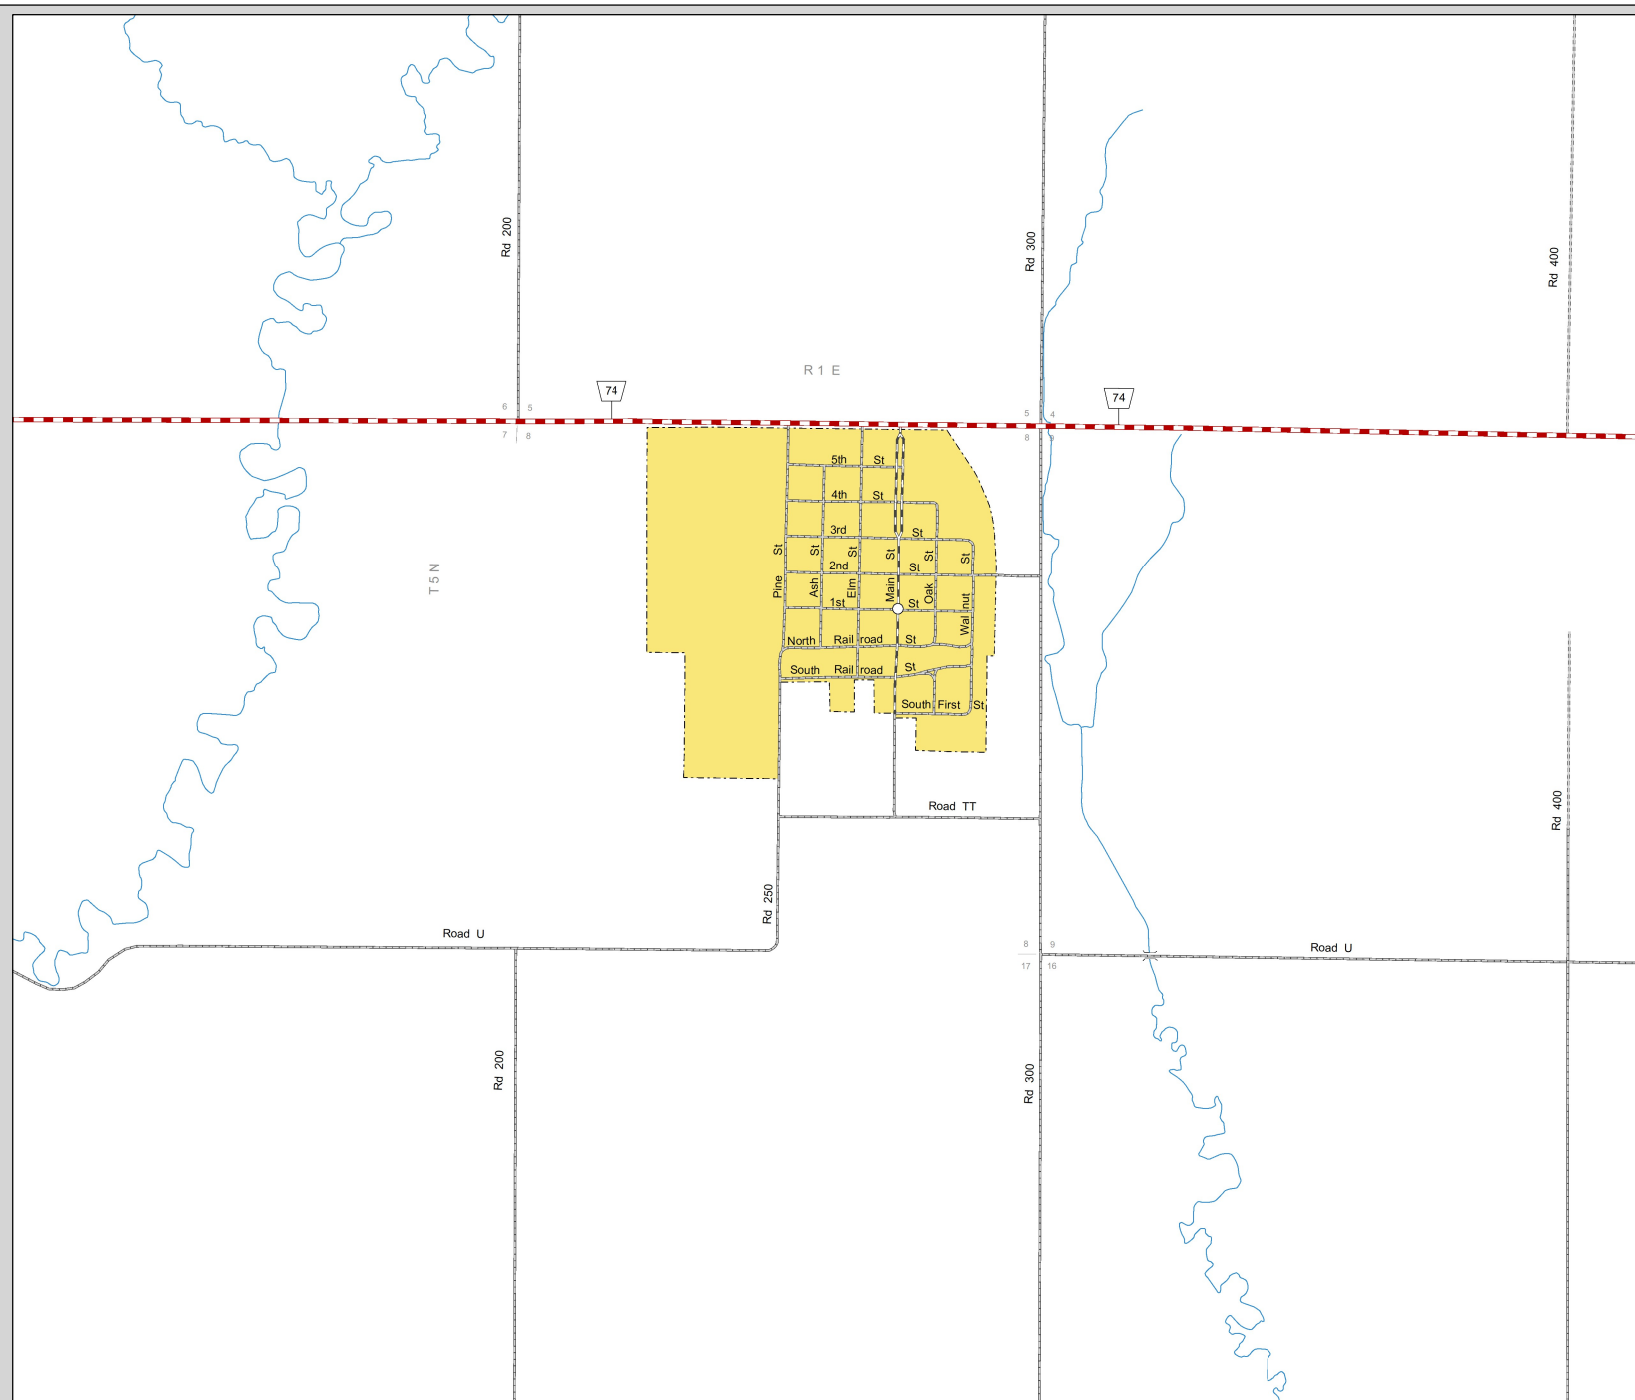 Rd 200
Rd 300
Rd 400
R 1 E
74
74
6 5
7 8
5 4
8 9
5th St
4th St
3rd St
2nd St
1st St
North Rail road St
South Rail road St
South First St
Pine St
Ash St
Elm St
Main St
Oak St
Wal nut St
T 5 N
Road TT
Rd 400
Rd 250
Road U
8 9
17 16
Road U
Rd 200
Rd 300